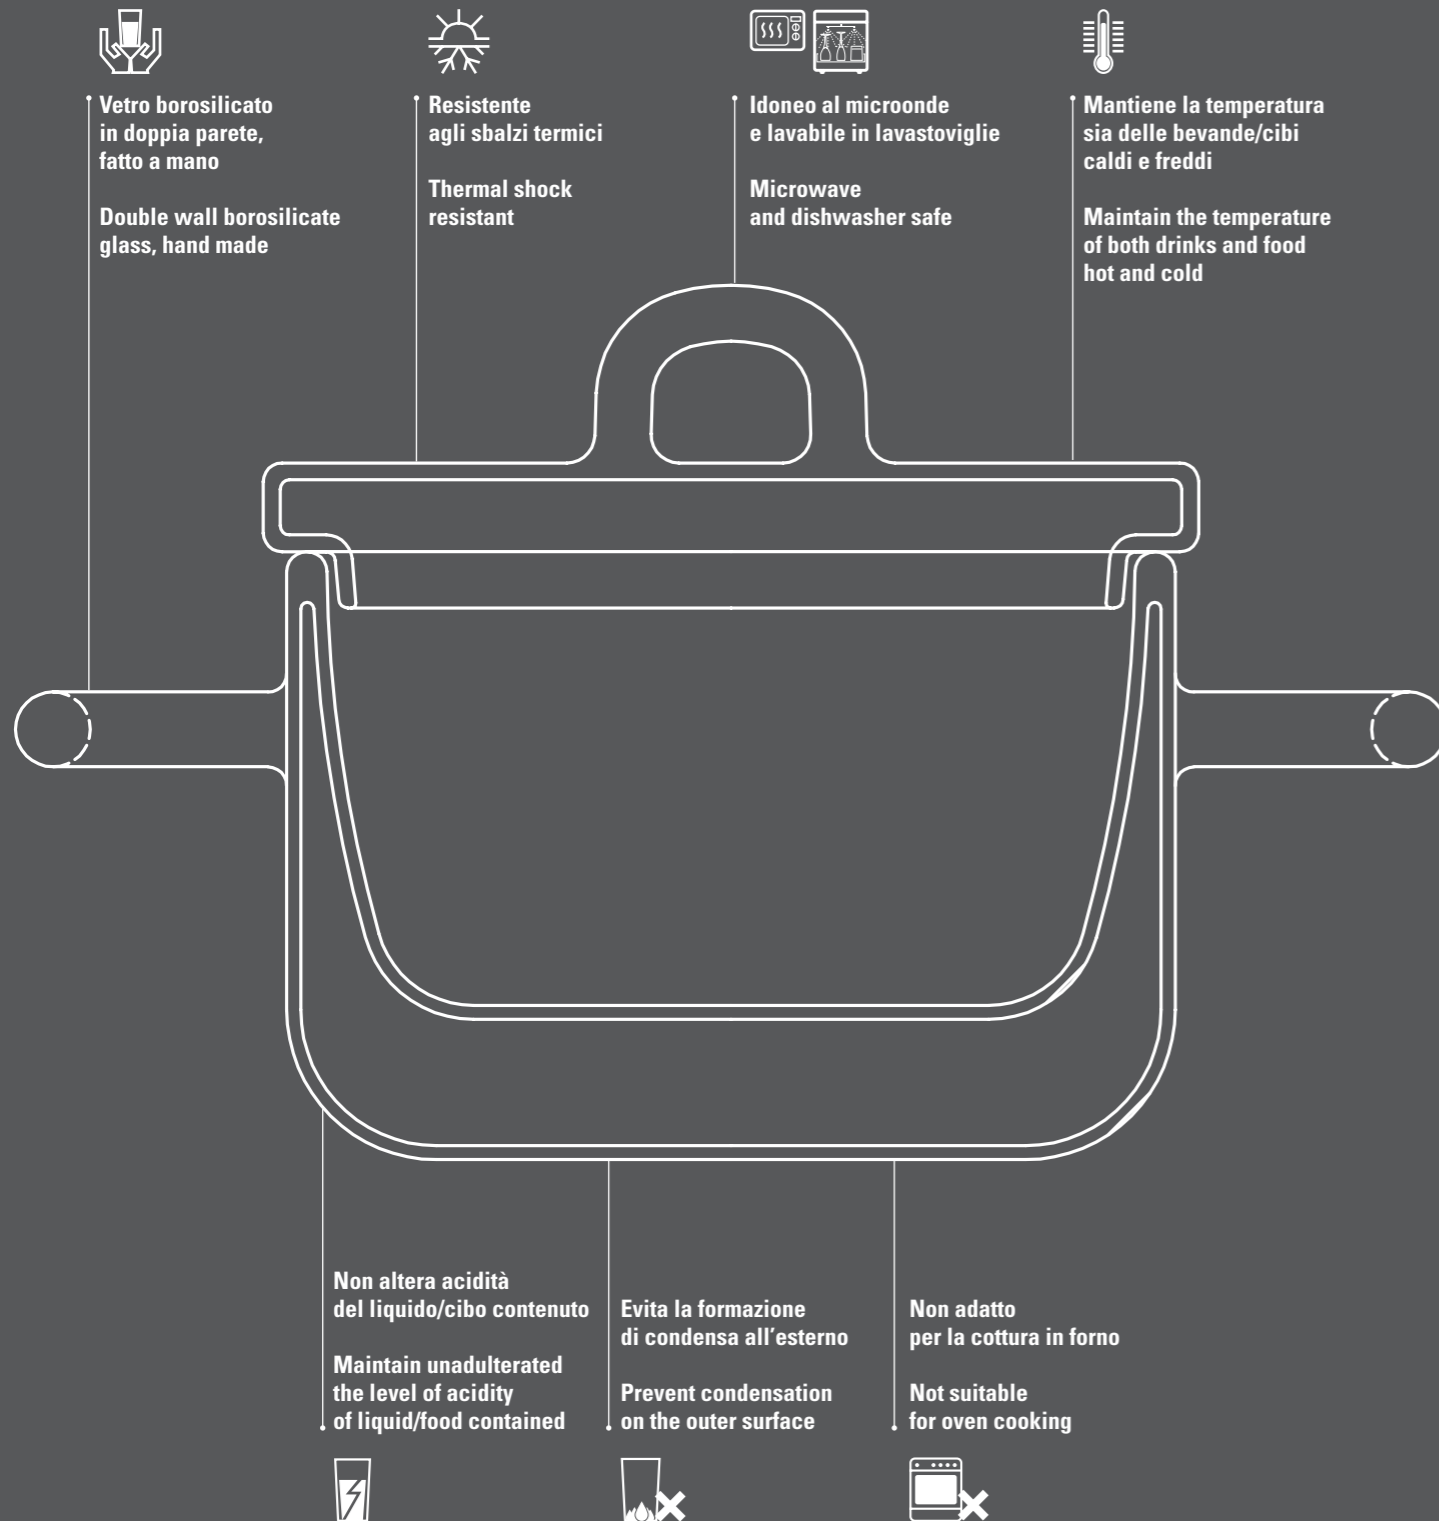 Vetro borosilicato
in doppia parete,
fatto a mano
Double wall borosilicate
glass, hand made
Resistente
agli sbalzi termici
Thermal shock
resistant
Idoneo al microonde
e lavabile in lavastoviglie
Microwave
and dishwasher safe
Mantiene la temperatura
sia delle bevande/cibi
caldi e freddi
Maintain the temperature
of both drinks and food
hot and cold
Non altera acidità
del liquido/cibo contenuto
Maintain unadulterated
the level of acidity
of liquid/food contained
Evita la formazione
di condensa all'esterno
Prevent condensation
on the outer surface
Non adatto
per la cottura in forno
Not suitable
for oven cooking